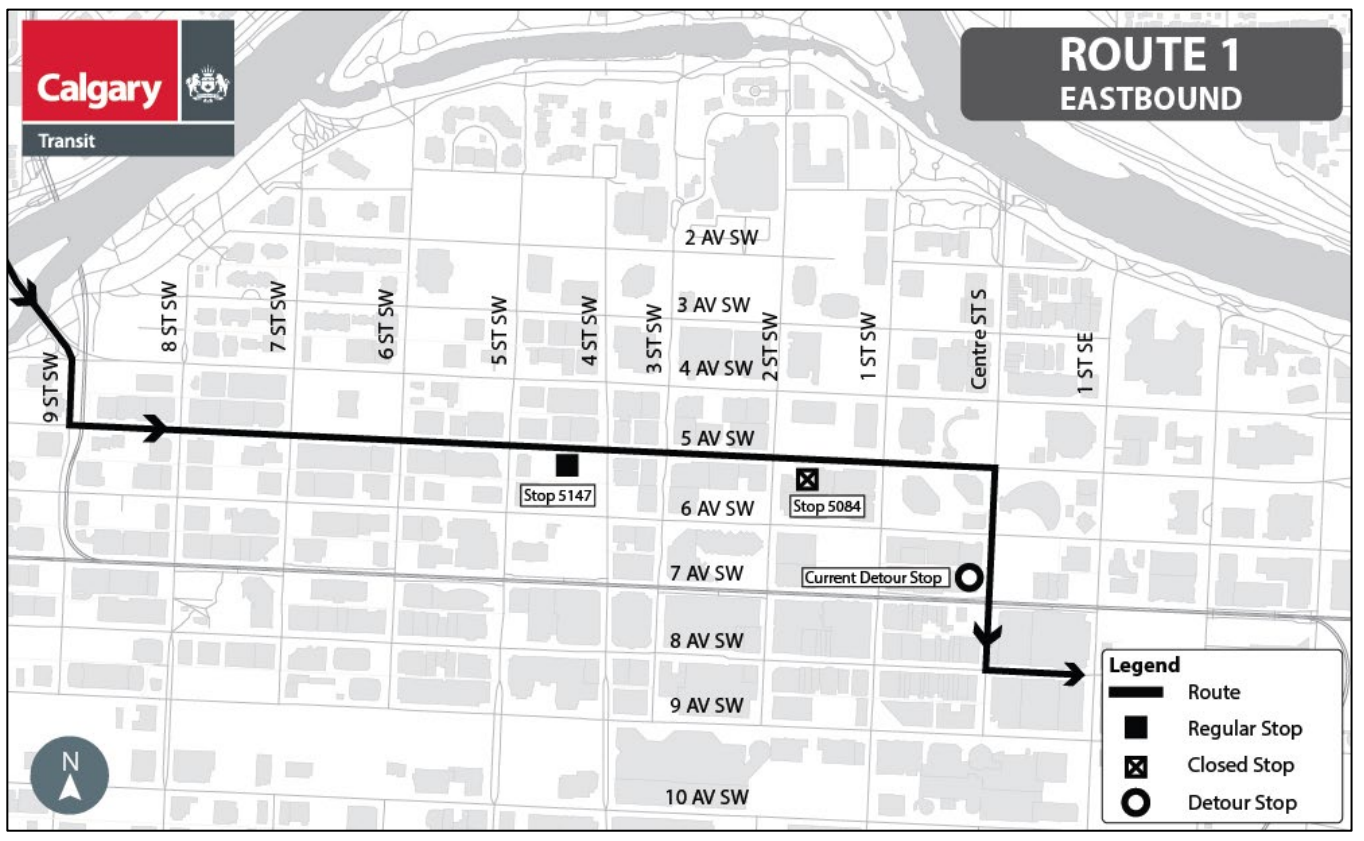 Calgary
Transit
ROUTE 1
EASTBOUND
2 AV SW
3 AV SW
4 AV SW
5 AV SW
6 AV SW
7 AV SW
8 AV SW
9 AV SW
10 AV SW
9 ST SW
8 ST SW
7 ST SW
6 ST SW
5 ST SW
4 ST SW
3 ST SW
2 ST SW
1 ST SW
Centre ST S
1 ST SE
Stop 5147
Stop 5084
Current Detour Stop
N
Legend
Route
Regular Stop
Closed Stop
Detour Stop